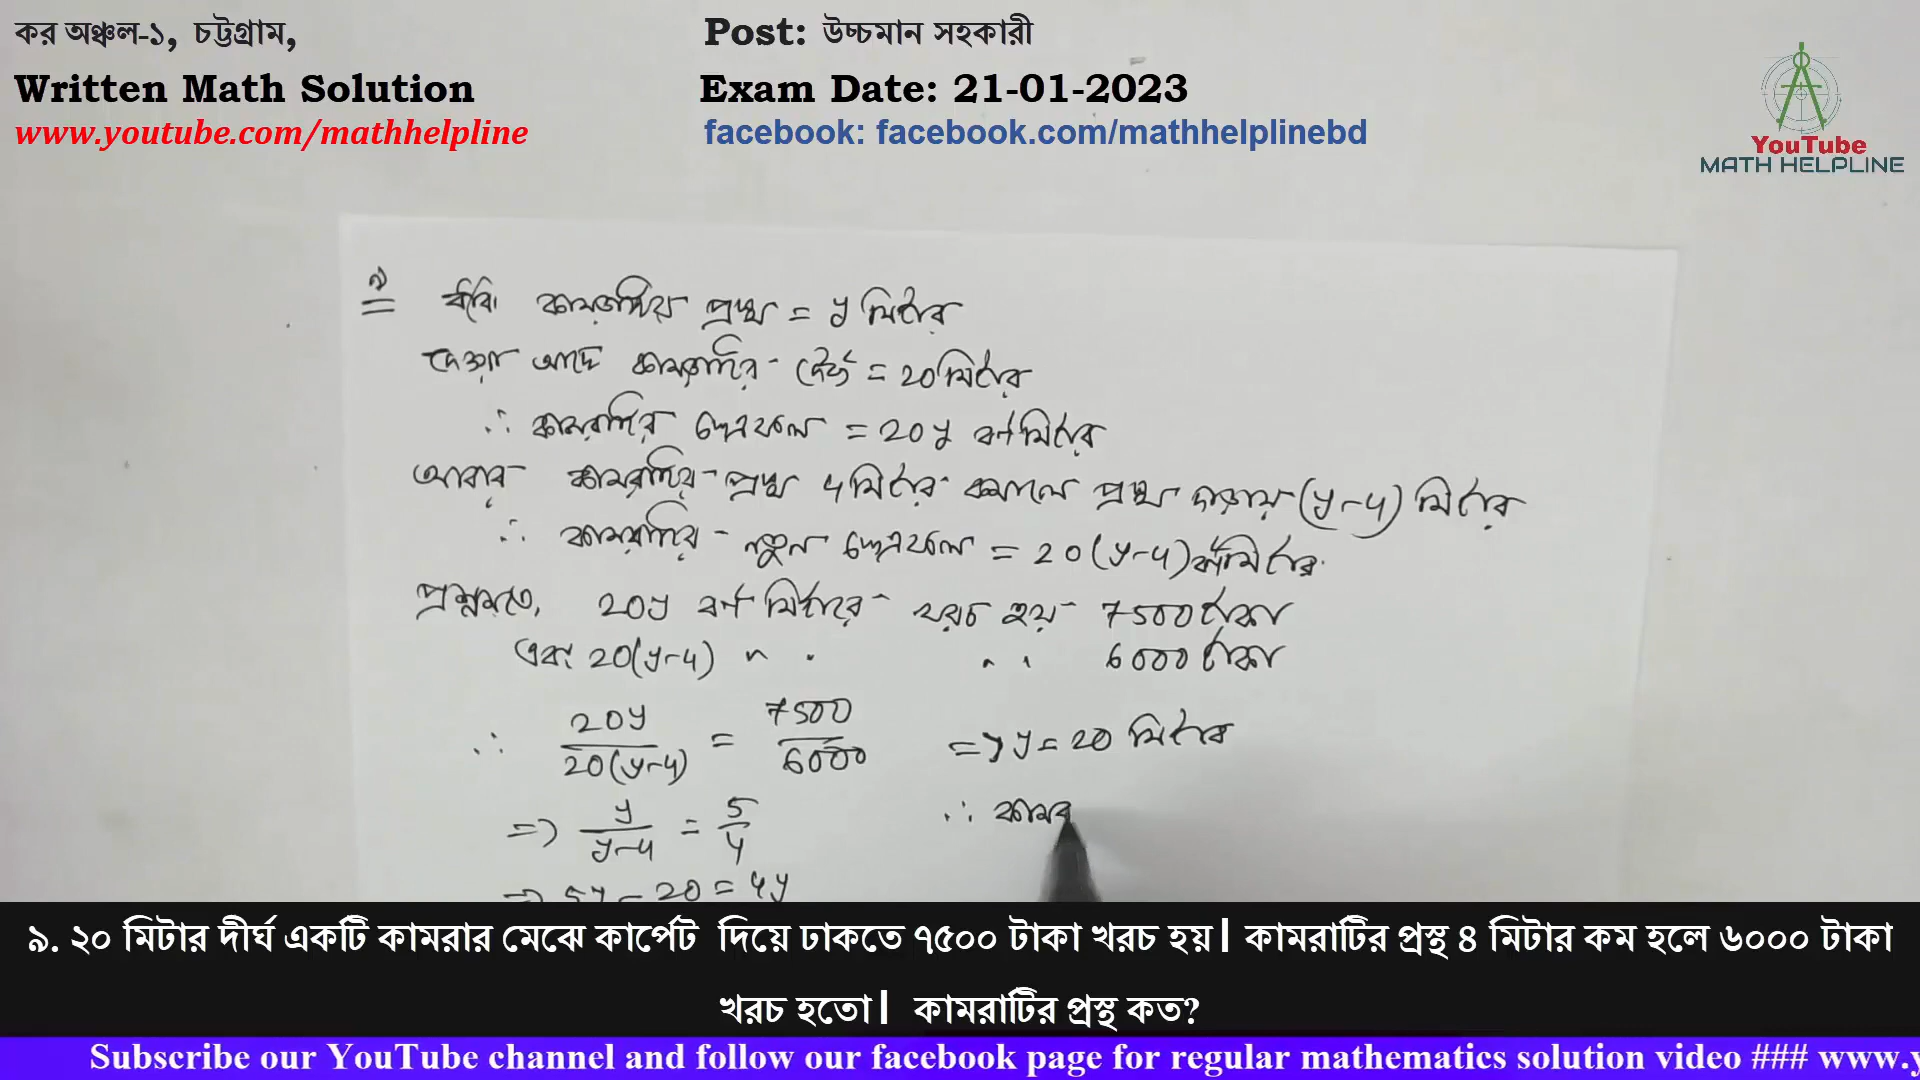 কর অঞ্চল-১, চট্টগ্রাম,
Post: উচ্চমান সহকারী
Written Math Solution
Exam Date: 21-01-2023
www.youtube.com/mathhelpline
facebook: facebook.com/mathhelplinebd
YouTube
MATH HELPLINE
৯ ধরি কামরাটির প্রস্থ = y মিটার
দেওয়া আছে কামরাটির দৈর্ঘ্য = 20 মিটার
∴ কামরাটির ক্ষেত্রফল = 20y বর্গমিটার
আবার কামরাটির প্রস্থ 4 মিটার কমালে প্রস্থ দাড়ায় (y-4) মিটার
∴ কামরাটির নতুন ক্ষেত্রফল = 20(y-4) বর্গমিটার
প্রশ্নমতে, 20y বর্গ মিটারে খরচ হয় 7500 টাকা
এবং 20(y-4) " " " " 6000 টাকা
∴ 20y/20(y-4) = 7500/6000
=> y/y-4 = 5/4
=> 5y - 20 = 4y
=> y = 20 মিটার
∴ কামর
৯. ২০ মিটার দীর্ঘ একটি কামরার মেঝে কার্পেট দিয়ে ঢাকতে ৭৫০০ টাকা খরচ হয়। কামরাটির প্রস্থ ৪ মিটার কম হলে ৬০০০ টাকা
খরচ হতো। কামরাটির প্রস্থ কত?
Subscribe our YouTube channel and follow our facebook page for regular mathematics solution video ### www.y